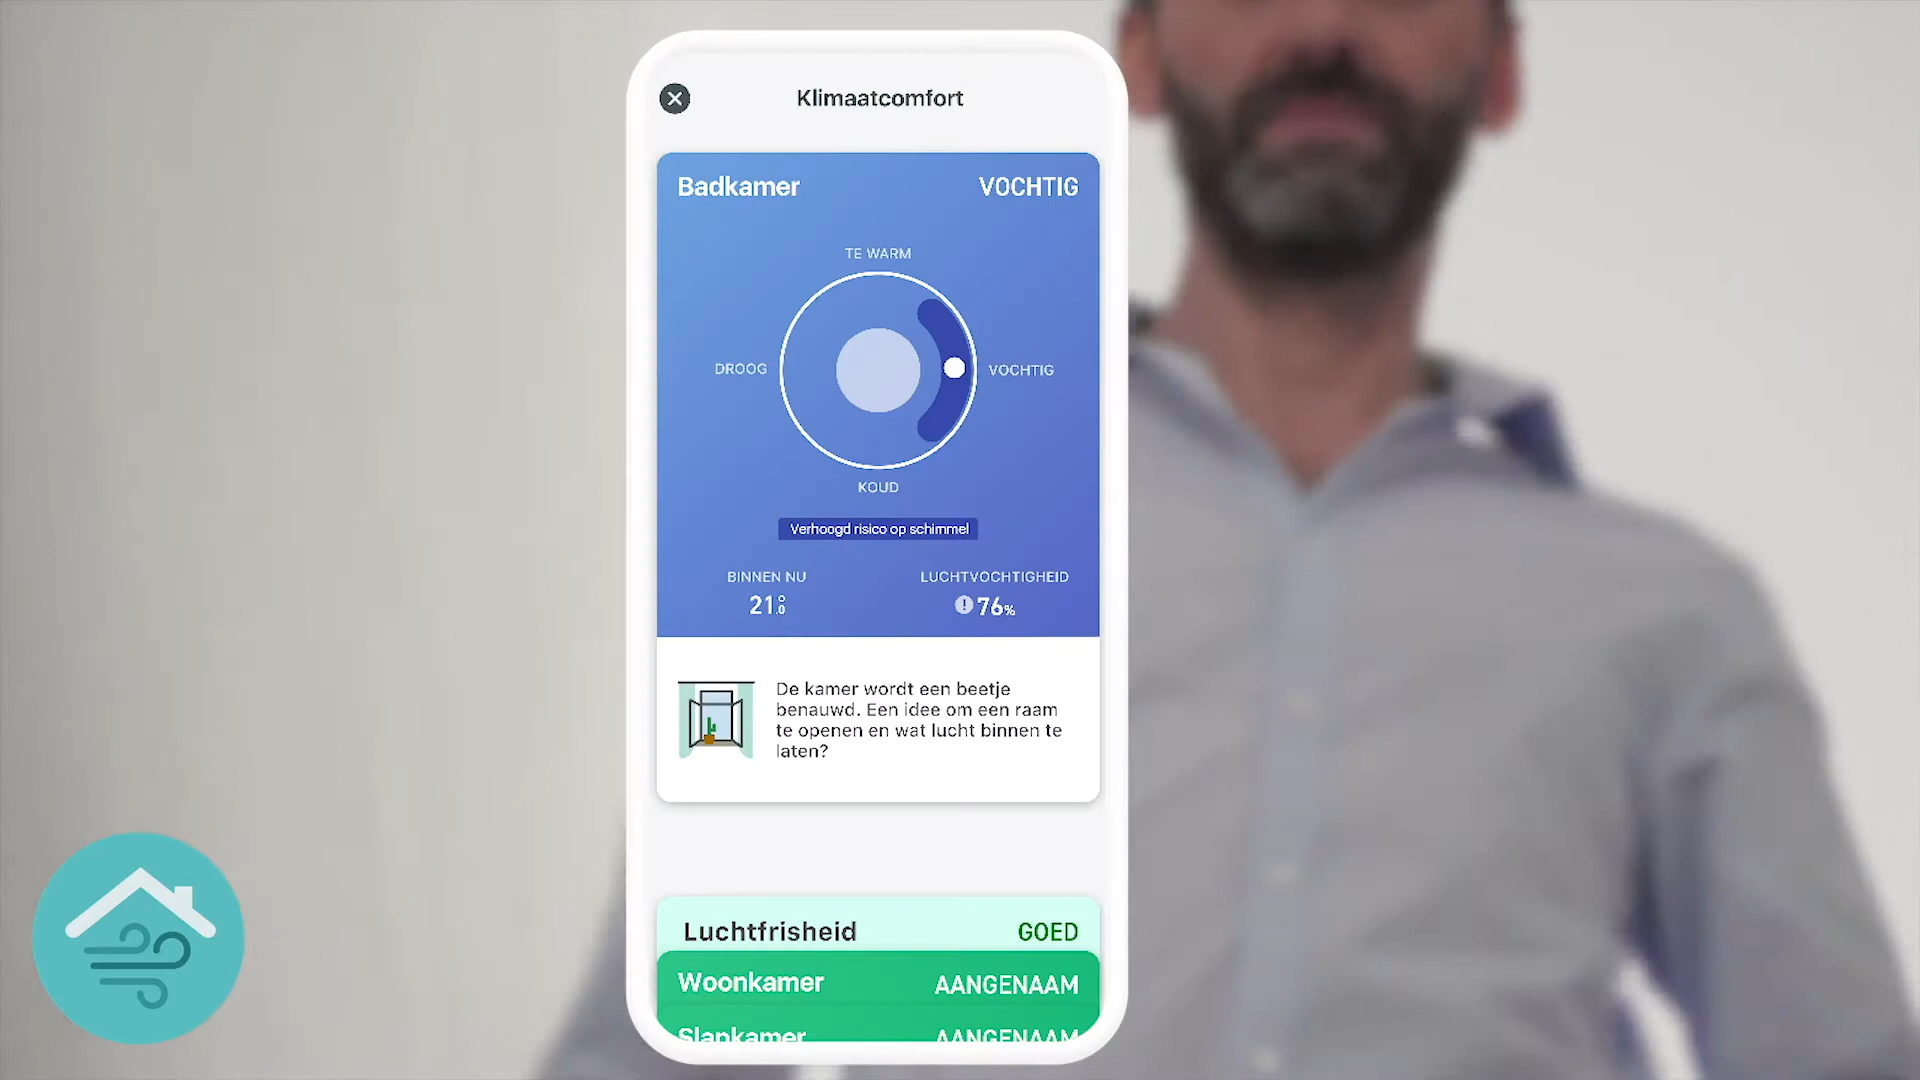 Klimaatcomfort
Badkamer VOCHTIG
TE WARM
DROOG VOCHTIG
KOUD
Verhoogd risico op schimmel
BINNEN NU LUCHTVOCHTIGHEID
21.0° 76%
De kamer wordt een beetje
benauwd. Een idee om een raam
te openen en wat lucht binnen te
laten?
Luchtfrisheid GOED
Woonkamer AANGENAAM
Slaapkamer AANGENAAM